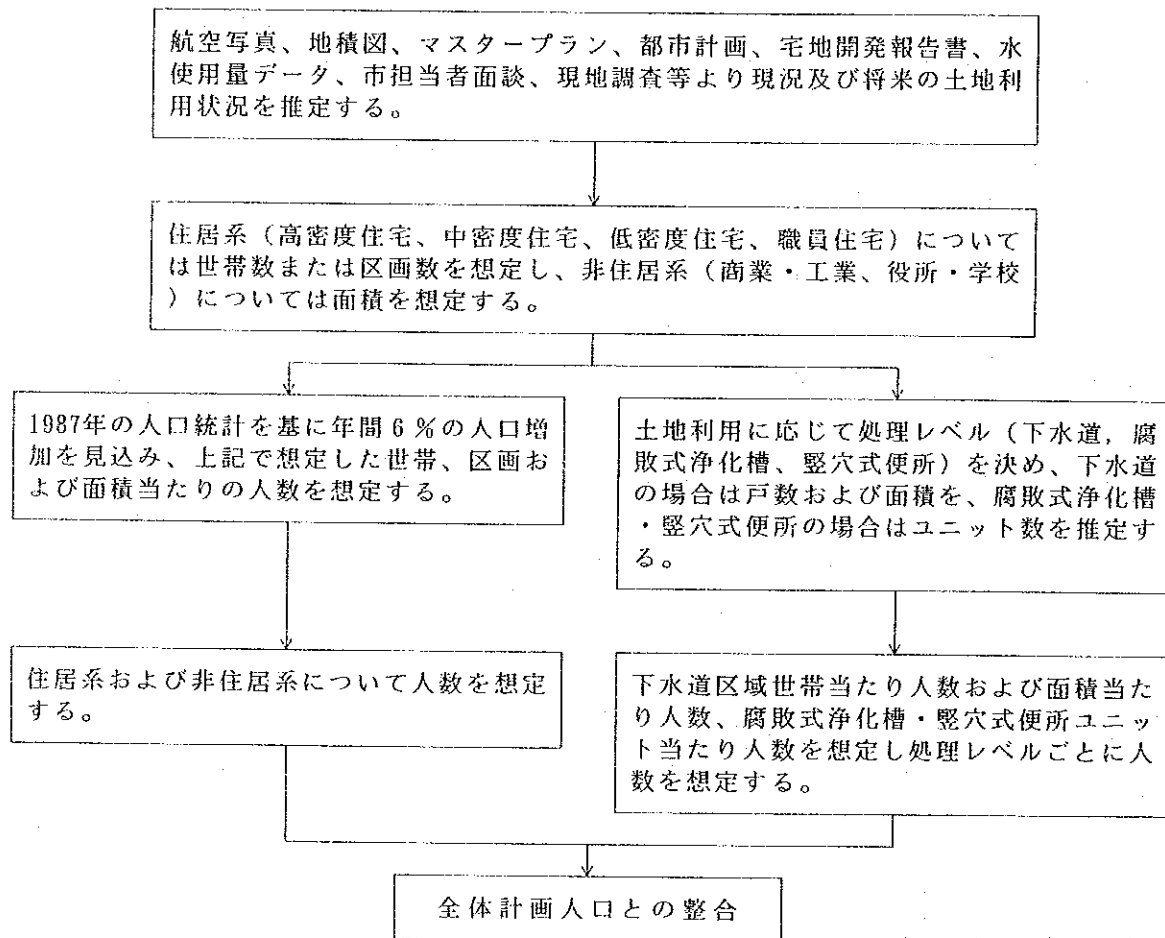 航空写真、地積図、マスタープラン、都市計画、宅地開発報告書、水
使用量データ、市担当者面談、現地調査等より現況及び将来の土地利
用状況を推定する。
住居系（高密度住宅、中密度住宅、低密度住宅、職員住宅）について
は世帯数または区画数を想定し、非住居系（商業・工業、役所・学校
）については面積を想定する。
1987年の人口統計を基に年間6％の人口増
加を見込み、上記で想定した世帯、区画お
よび面積当たりの人数を想定する。
土地利用に応じて処理レベル（下水道，腐
敗式浄化槽、竪穴式便所）を決め、下水道
の場合は戸数および面積を、腐敗式浄化槽
・竪穴式便所の場合はユニット数を推定す
る。
住居系および非住居系について人数を想定
する。
下水道区域世帯当たり人数および面積当た
り人数、腐敗式浄化槽・竪穴式便所ユニッ
ト当たり人数を想定し処理レベルごとに人
数を想定する。
全体計画人口との整合